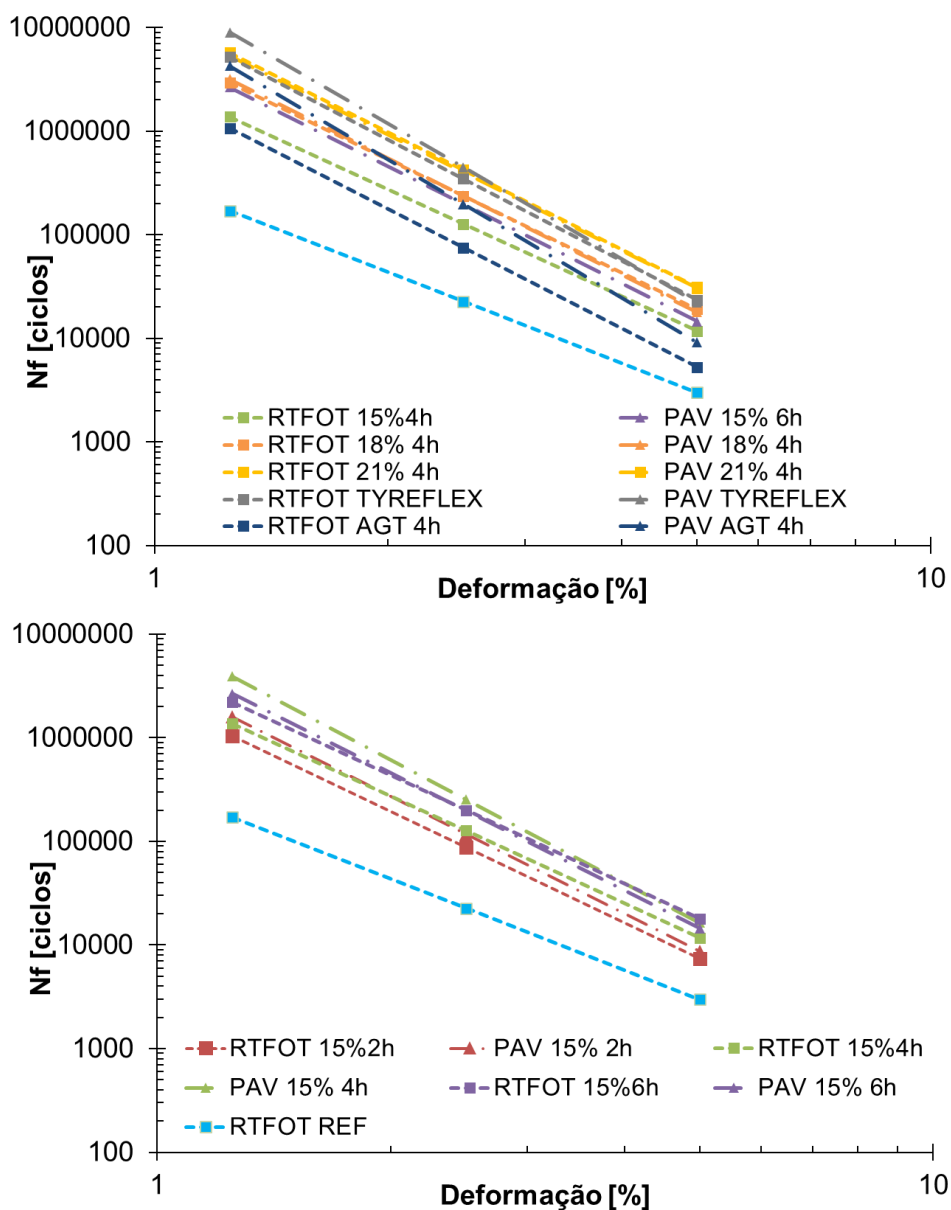 10000000
1000000
100000
10000
1000
100
Nf [ciclos]
RTFOT 15%4h PAV 15% 6h
RTFOT 18% 4h PAV 18% 4h
RTFOT 21% 4h PAV 21% 4h
RTFOT TYREFLEX PAV TYREFLEX
RTFOT AGT 4h PAV AGT 4h
1 10
Deformação [%]
10000000
1000000
100000
10000
1000
100
Nf [ciclos]
RTFOT 15%2h PAV 15% 2h RTFOT 15%4h
PAV 15% 4h RTFOT 15%6h PAV 15% 6h
RTFOT REF
1 10
Deformação [%]